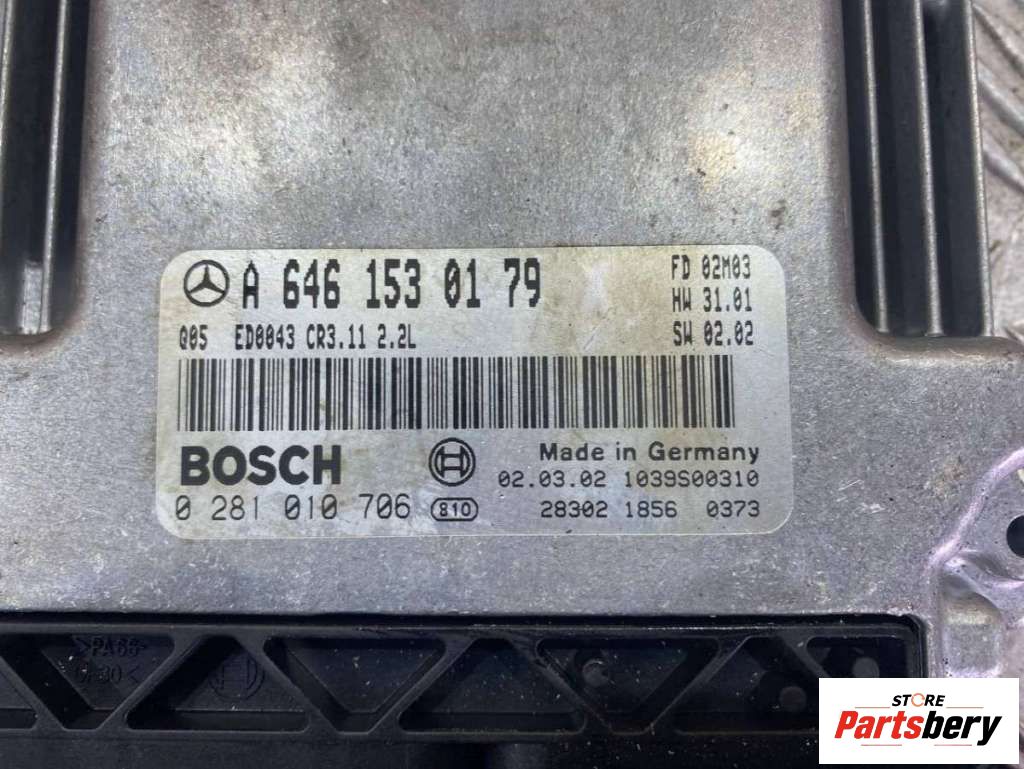 A 646 153 01 79
FD 02M03
HW 31.01
Q05 ED0043 CR3.11 2.2L
SW 02.02
BOSCH
Made in Germany
02.03.02 1039S00310
0 281 010 706 810
28302 1856 0373
>PA66-
GF30<
STORE
Partsbery